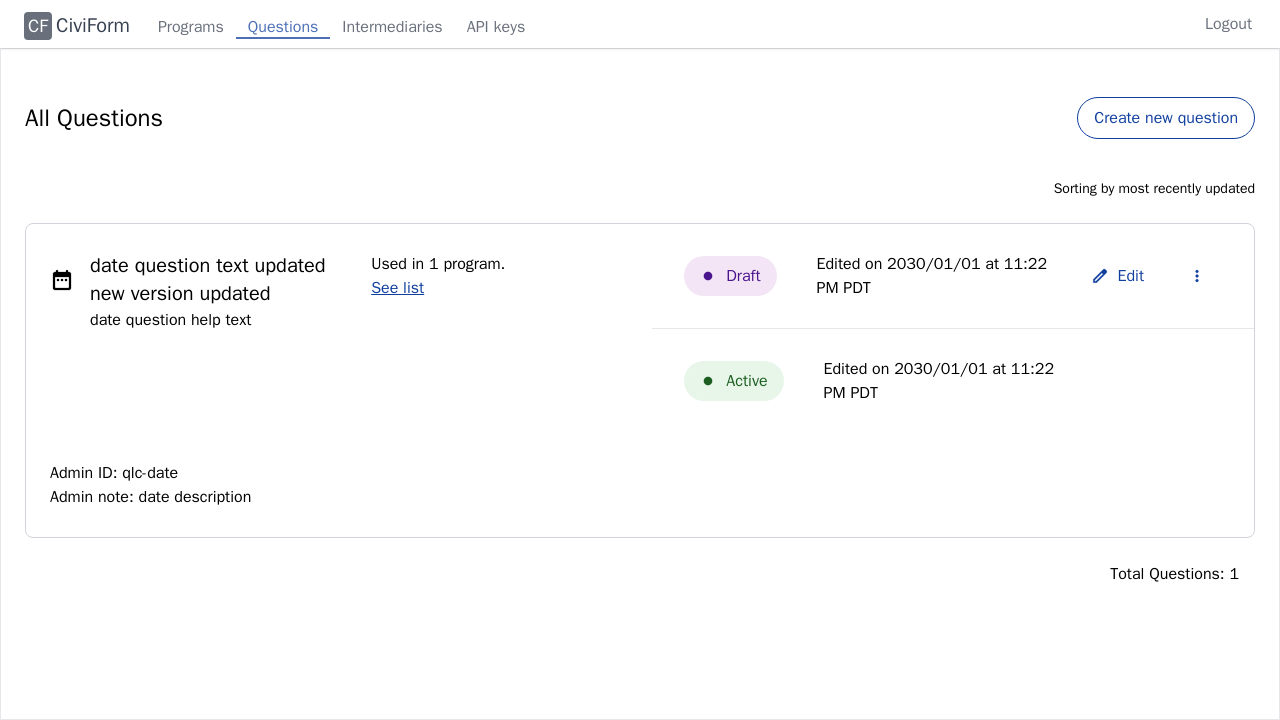 CF CiviForm Programs Questions Intermediaries API keys Logout
All Questions
Create new question
Sorting by most recently updated
date question text updated
new version updated
date question help text
Used in 1 program.
See list
Draft
Edited on 2030/01/01 at 11:22
PM PDT
Edit
Active
Edited on 2030/01/01 at 11:22
PM PDT
Admin ID: qlc-date
Admin note: date description
Total Questions: 1